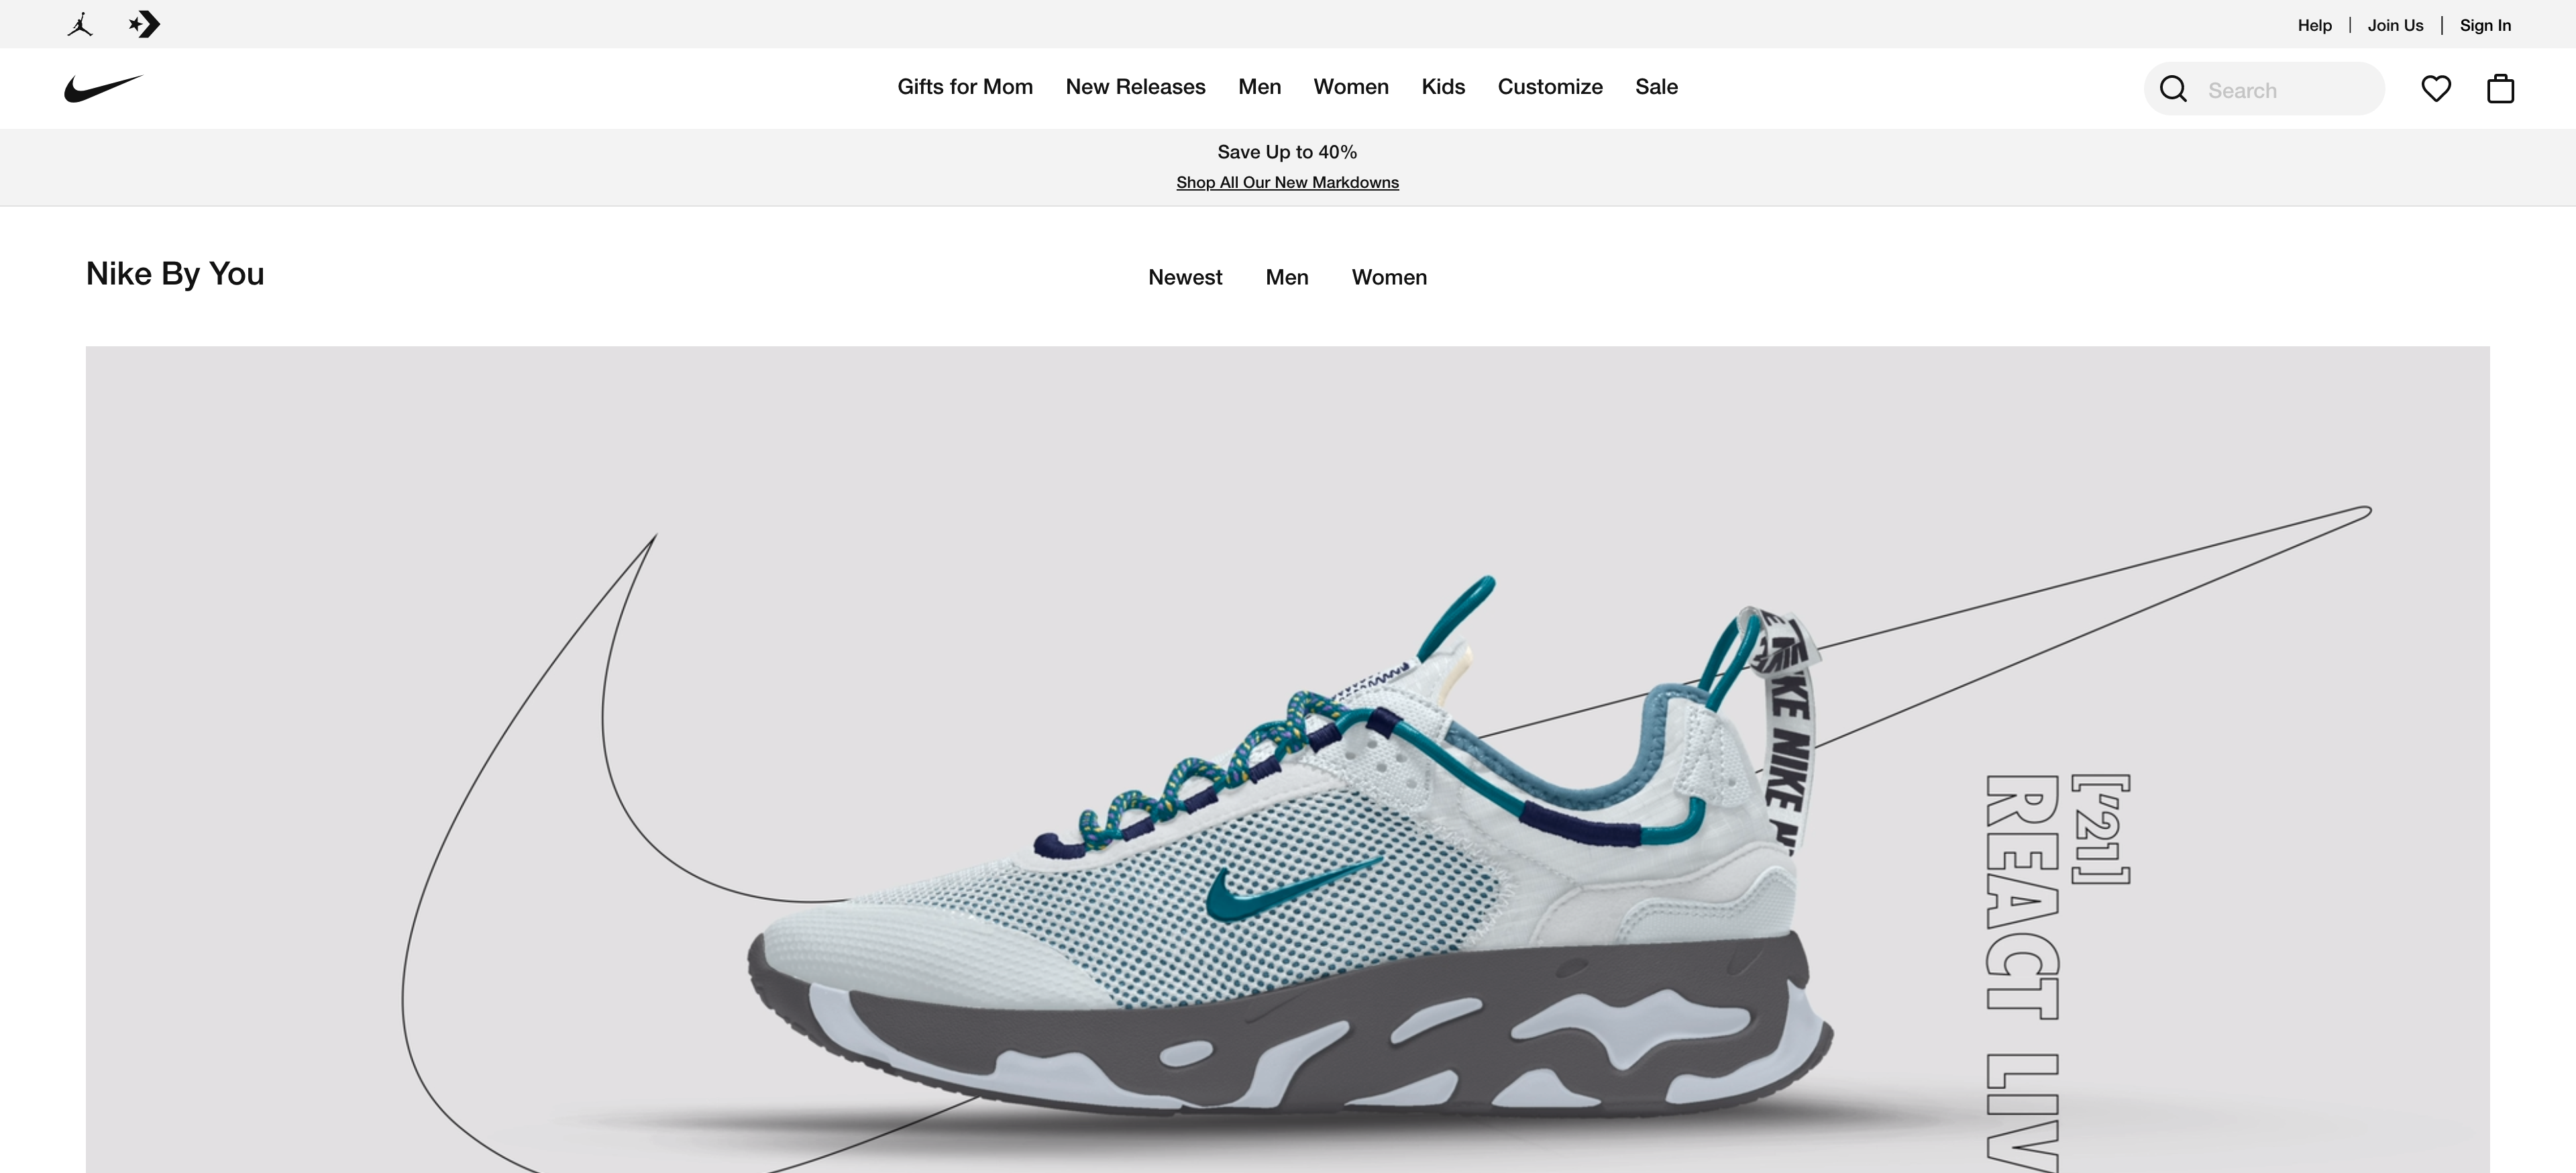 Help | Join Us | Sign In
Gifts for Mom New Releases Men Women Kids Customize Sale
Search
Save Up to 40%
Shop All Our New Markdowns
Nike By You
Newest Men Women
NIKE NIKE
['21]
REACT LIV